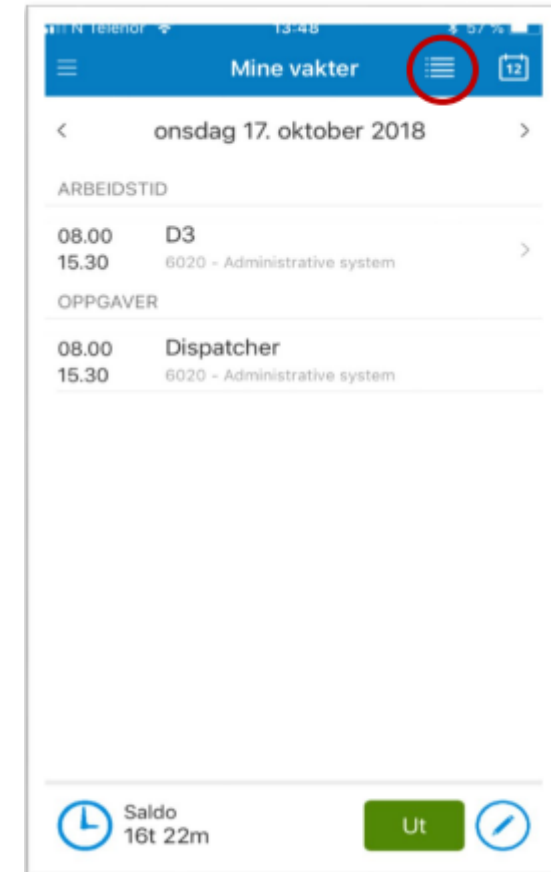 N Telenor 13:48 57 %
Mine vakter 12
onsdag 17. oktober 2018
ARBEIDSTID
08.00 D3
15.30 6020 - Administrative system
OPPGAVER
08.00 Dispatcher
15.30 6020 - Administrative system
Saldo
16t 22m Ut